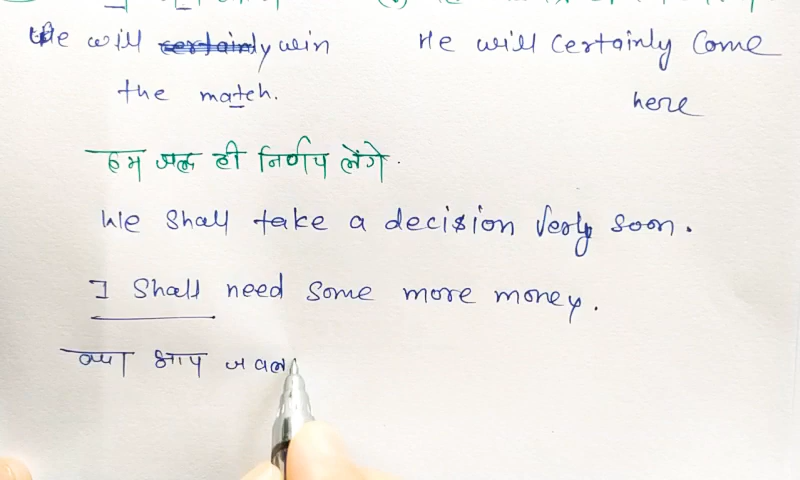 He will certainly win
the match.
He will Certainly Come
here
हम जल्द ही निर्णय लेंगे.
We Shall take a decision Very soon.
I Shall need some more money.
क्या आप